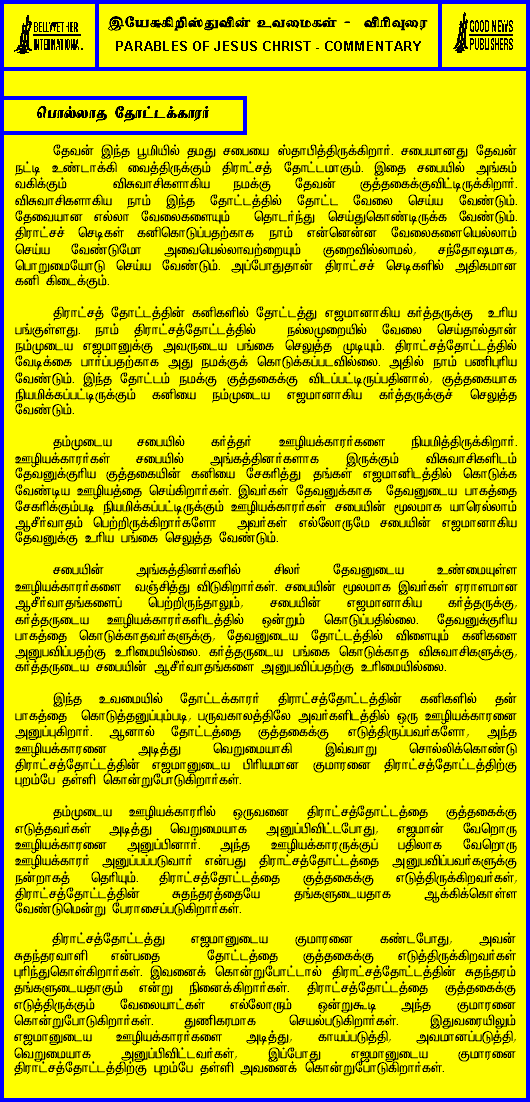 BELLWETHER
INTERNATIONAL
இயேசுகிறிஸ்துவின் உவமைகள் - விரிவுரை
PARABLES OF JESUS CHRIST - COMMENTARY
GOOD NEWS
PUBLISHERS
பொல்லாத தோட்டக்காரர்
தேவன் இந்த பூமியில் தமது சபையை ஸ்தாபித்திருக்கிறார். சபையானது தேவன்
நட்டி உண்டாக்கி வைத்திருக்கும் திராட்சத் தோட்டமாகும். இதை சபையில் அங்கம்
வகிக்கும் விசுவாசிகளாகிய நமக்கு தேவன் குத்தகைக்குவிட்டிருக்கிறார்.
விசுவாசிகளாகிய நாம் இந்த தோட்டத்தில் தோட்ட வேலை செய்ய வேண்டும்.
தேவையான எல்லா வேலைகளையும் தொடர்ந்து செய்துகொண்டிருக்க வேண்டும்.
திராட்சச் செடிகள் கனிகொடுப்பதற்காக நாம் என்னென்ன வேலைகளையெல்லாம்
செய்ய வேண்டுமோ அவையெல்லாவற்றையும் குறைவில்லாமல், சந்தோஷமாக,
பொறுமையோடு செய்ய வேண்டும். அப்போதுதான் திராட்சச் செடிகளில் அதிகமான
கனி கிடைக்கும்.
திராட்சத் தோட்டத்தின் கனிகளில் தோட்டத்து எஜமானாகிய கர்த்தருக்கு உரிய
பங்குள்ளது. நாம் திராட்சத்தோட்டத்தில் நல்லமுறையில் வேலை செய்தால்தான்
நம்முடைய எஜமானுக்கு அவருடைய பங்கை செலுத்த முடியும். திராட்சத்தோட்டத்தில்
வேடிக்கை பார்ப்பதற்காக அது நமக்குக் கொடுக்கப்படவில்லை. அதில் நாம் பணிபுரிய
வேண்டும். இந்த தோட்டம் நமக்கு குத்தகைக்கு விடப்பட்டிருப்பதினால், குத்தகையாக
நியமிக்கப்பட்டிருக்கும் கனியை நம்முடைய எஜமானாகிய கர்த்தருக்குச் செலுத்த
வேண்டும்.
தம்முடைய சபையில் கர்த்தர் ஊழியக்காரர்களை நியமித்திருக்கிறார்.
ஊழியக்காரர்கள் சபையில் அங்கத்தினர்களாக இருக்கும் விசுவாசிகளிடம்
தேவனுக்குரிய குத்தகையின் கனியை சேகரித்து தங்கள் எஜமானிடத்தில் கொடுக்க
வேண்டிய ஊழியத்தை செய்கிறார்கள். இவர்கள் தேவனுக்காக தேவனுடைய பாகத்தை
சேகரிக்கும்படி நியமிக்கப்பட்டிருக்கும் ஊழியக்காரர்கள் சபையின் மூலமாக யாரெல்லாம்
ஆசீர்வாதம் பெற்றிருக்கிறார்களோ அவர்கள் எல்லோருமே சபையின் எஜமானாகிய
தேவனுக்கு உரிய பங்கை செலுத்த வேண்டும்.
சபையின் அங்கத்தினர்களில் சிலர் தேவனுடைய உண்மையுள்ள
ஊழியக்காரர்களை வஞ்சித்து விடுகிறார்கள். சபையின் மூலமாக இவர்கள் ஏராளமான
ஆசீர்வாதங்களைப் பெற்றிருந்தாலும், சபையின் எஜமானாகிய கர்த்தருக்கு,
கர்த்தருடைய ஊழியக்காரர்களிடத்தில் ஒன்றும் கொடுப்பதில்லை. தேவனுக்குரிய
பாகத்தை கொடுக்காதவர்களுக்கு, தேவனுடைய தோட்டத்தில் விளையும் கனிகளை
அனுபவிப்பதற்கு உரிமையில்லை. கர்த்தருடைய பங்கை கொடுக்காத விசுவாசிகளுக்கு,
கர்த்தருடைய சபையின் ஆசீர்வாதங்களை அனுபவிப்பதற்கு உரிமையில்லை.
இந்த உவமையில் தோட்டக்காரர் திராட்சத்தோட்டத்தின் கனிகளில் தன்
பாகத்தை கொடுத்தனுப்பும்படி, பருவகாலத்திலே அவர்களிடத்தில் ஒரு ஊழியக்காரனை
அனுப்புகிறார். ஆனால் தோட்டத்தை குத்தகைக்கு எடுத்திருப்பவர்களோ, அந்த
ஊழியக்காரனை அடித்து வெறுமையாகி இவ்வாறு சொல்லிக்கொண்டு
திராட்சத்தோட்டத்தின் எஜமானுடைய பிரியமான குமாரனை திராட்சத்தோட்டத்திற்கு
புறம்பே தள்ளி கொன்றுபோடுகிறார்கள்.
தம்முடைய ஊழியக்காரரில் ஒருவனை திராட்சத்தோட்டத்தை குத்தகைக்கு
எடுத்தவர்கள் அடித்து வெறுமையாக அனுப்பிவிட்டபோது, எஜமான் வேறொரு
ஊழியக்காரனை அனுப்பினார். அந்த ஊழியக்காரருக்குப் பதிலாக வேறொரு
ஊழியக்காரர் அனுப்பப்படுவார் என்பது திராட்சத்தோட்டத்தை அனுபவிப்பவர்களுக்கு
நன்றாகத் தெரியும். திராட்சத்தோட்டத்தை குத்தகைக்கு எடுத்திருக்கிறவர்கள்,
திராட்சத்தோட்டத்தின் சுதந்தரத்தையே தங்களுடையதாக ஆக்கிக்கொள்ள
வேண்டுமென்று பேராசைப்படுகிறார்கள்.
திராட்சத்தோட்டத்து எஜமானுடைய குமாரனை கண்டபோது, அவன்
சுதந்தரவாளி என்பதை தோட்டத்தை குத்தகைக்கு எடுத்திருக்கிறவர்கள்
புரிந்துகொள்கிறார்கள். இவனைக் கொன்றுபோட்டால் திராட்சத்தோட்டத்தின் சுதந்தரம்
தங்களுடையதாகும் என்று நினைக்கிறார்கள். திராட்சத்தோட்டத்தை குத்தகைக்கு
எடுத்திருக்கும் வேலையாட்கள் எல்லோரும் ஒன்றுகூடி அந்த குமாரனை
கொன்றுபோடுகிறார்கள். துணிகரமாக செயல்படுகிறார்கள். இதுவரையிலும்
எஜமானுடைய ஊழியக்காரர்களை அடித்து, காயப்படுத்தி, அவமானப்படுத்தி,
வெறுமையாக அனுப்பிவிட்டவர்கள், இப்போது எஜமானுடைய குமாரனை
திராட்சத்தோட்டத்திற்கு புறம்பே தள்ளி அவனைக் கொன்றுபோடுகிறார்கள்.